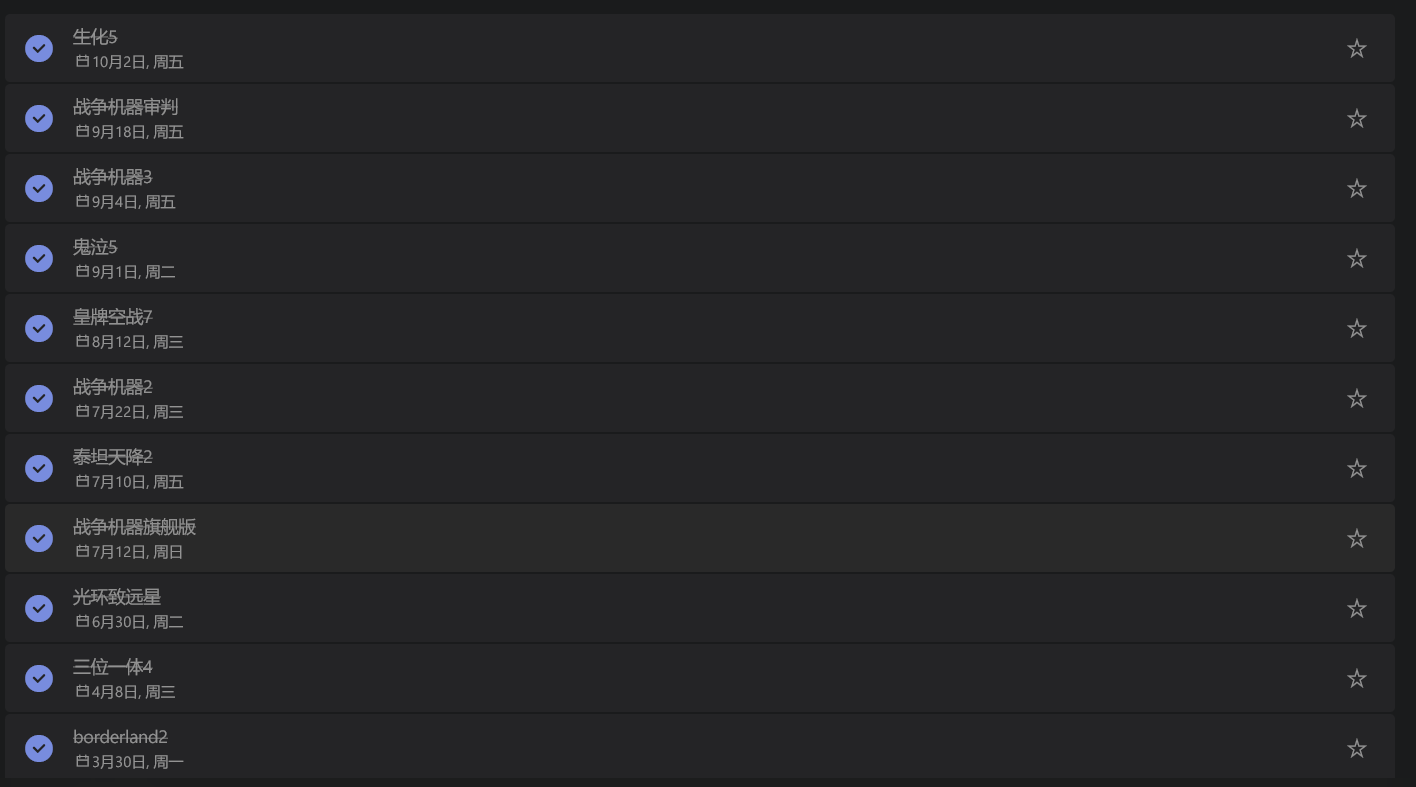 生化5
10月2日, 周五
战争机器审判
9月18日, 周五
战争机器3
9月4日, 周五
鬼泣5
9月1日, 周二
皇牌空战7
8月12日, 周三
战争机器2
7月22日, 周三
泰坦天降2
7月10日, 周五
战争机器旗舰版
7月12日, 周日
光环致远星
6月30日, 周二
三位一体4
4月8日, 周三
borderland2
3月30日, 周一